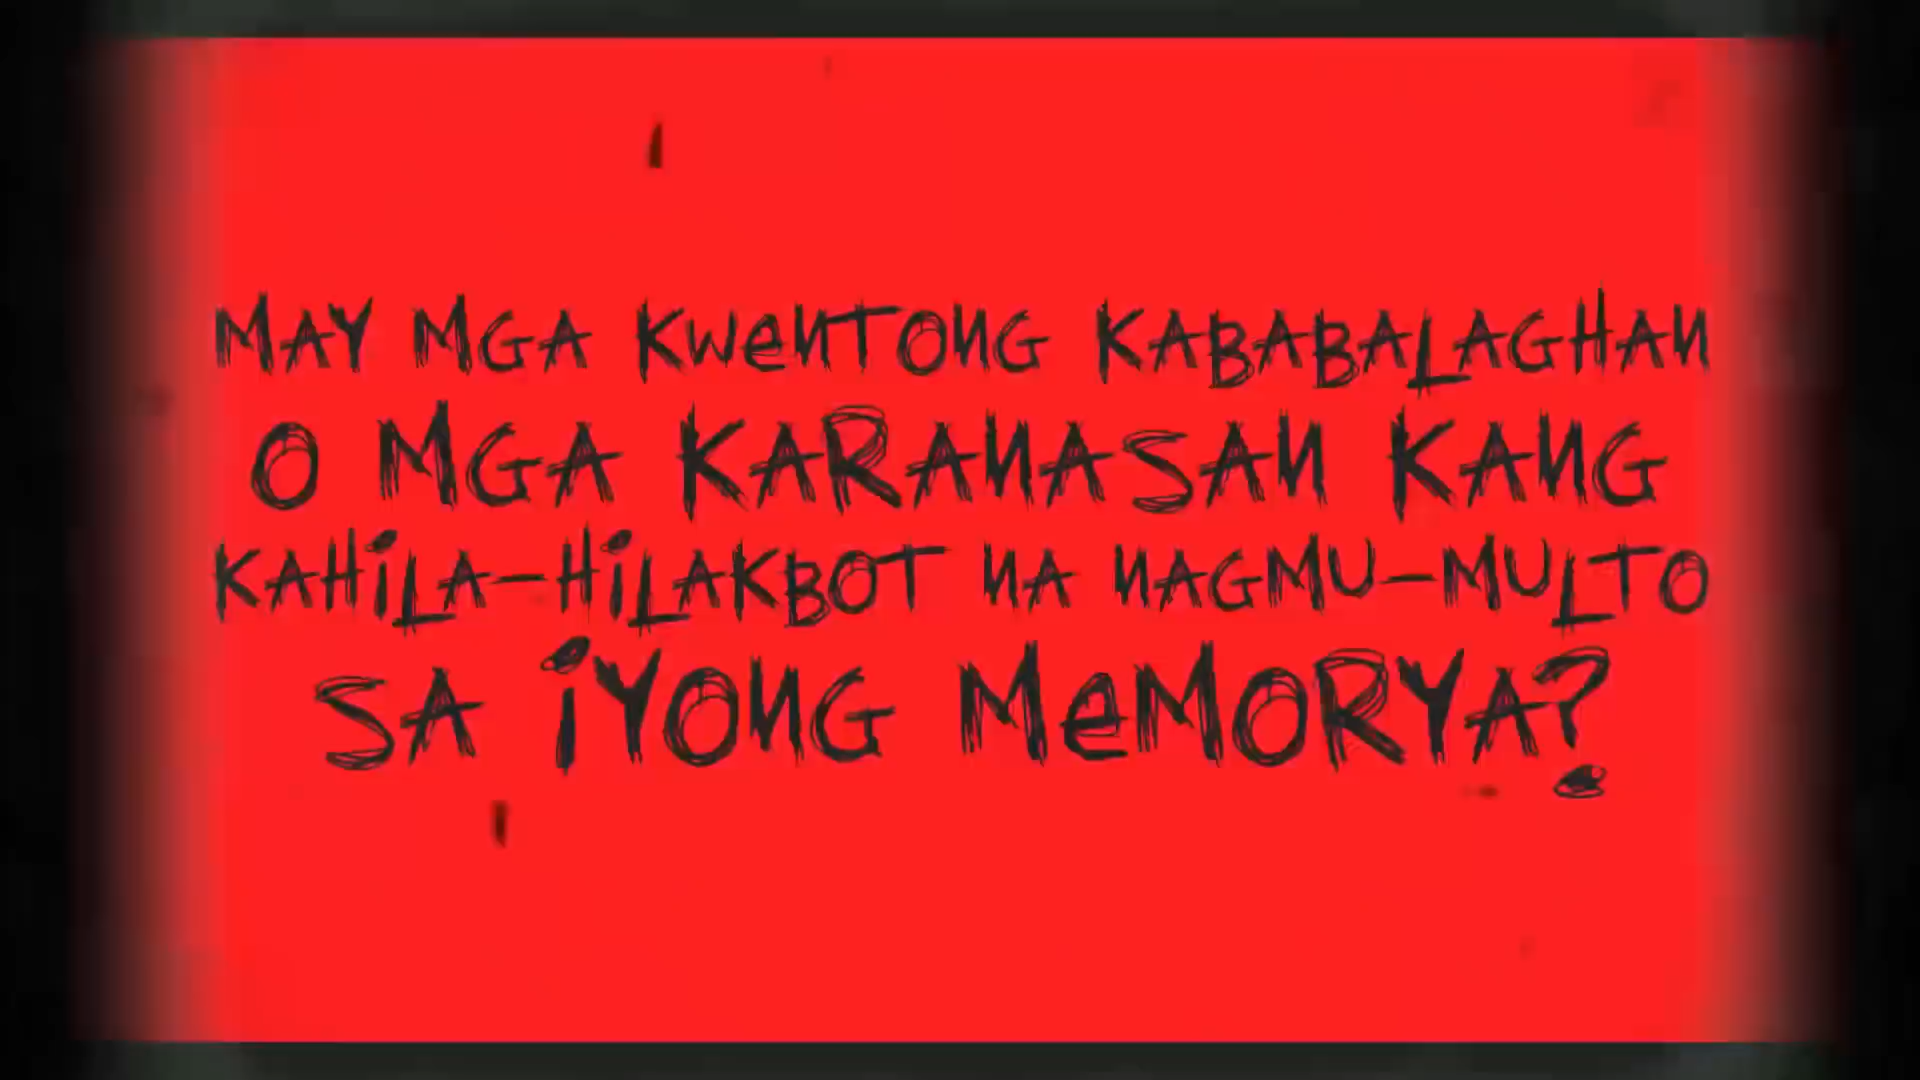 MAY MGA KWeNTONG KABABALAGHAN
O MGA KARANASAN KANG
KAHiLA-HiLAKBOT NA NAGMU-MULTO
SA iYONG MeMORYA?